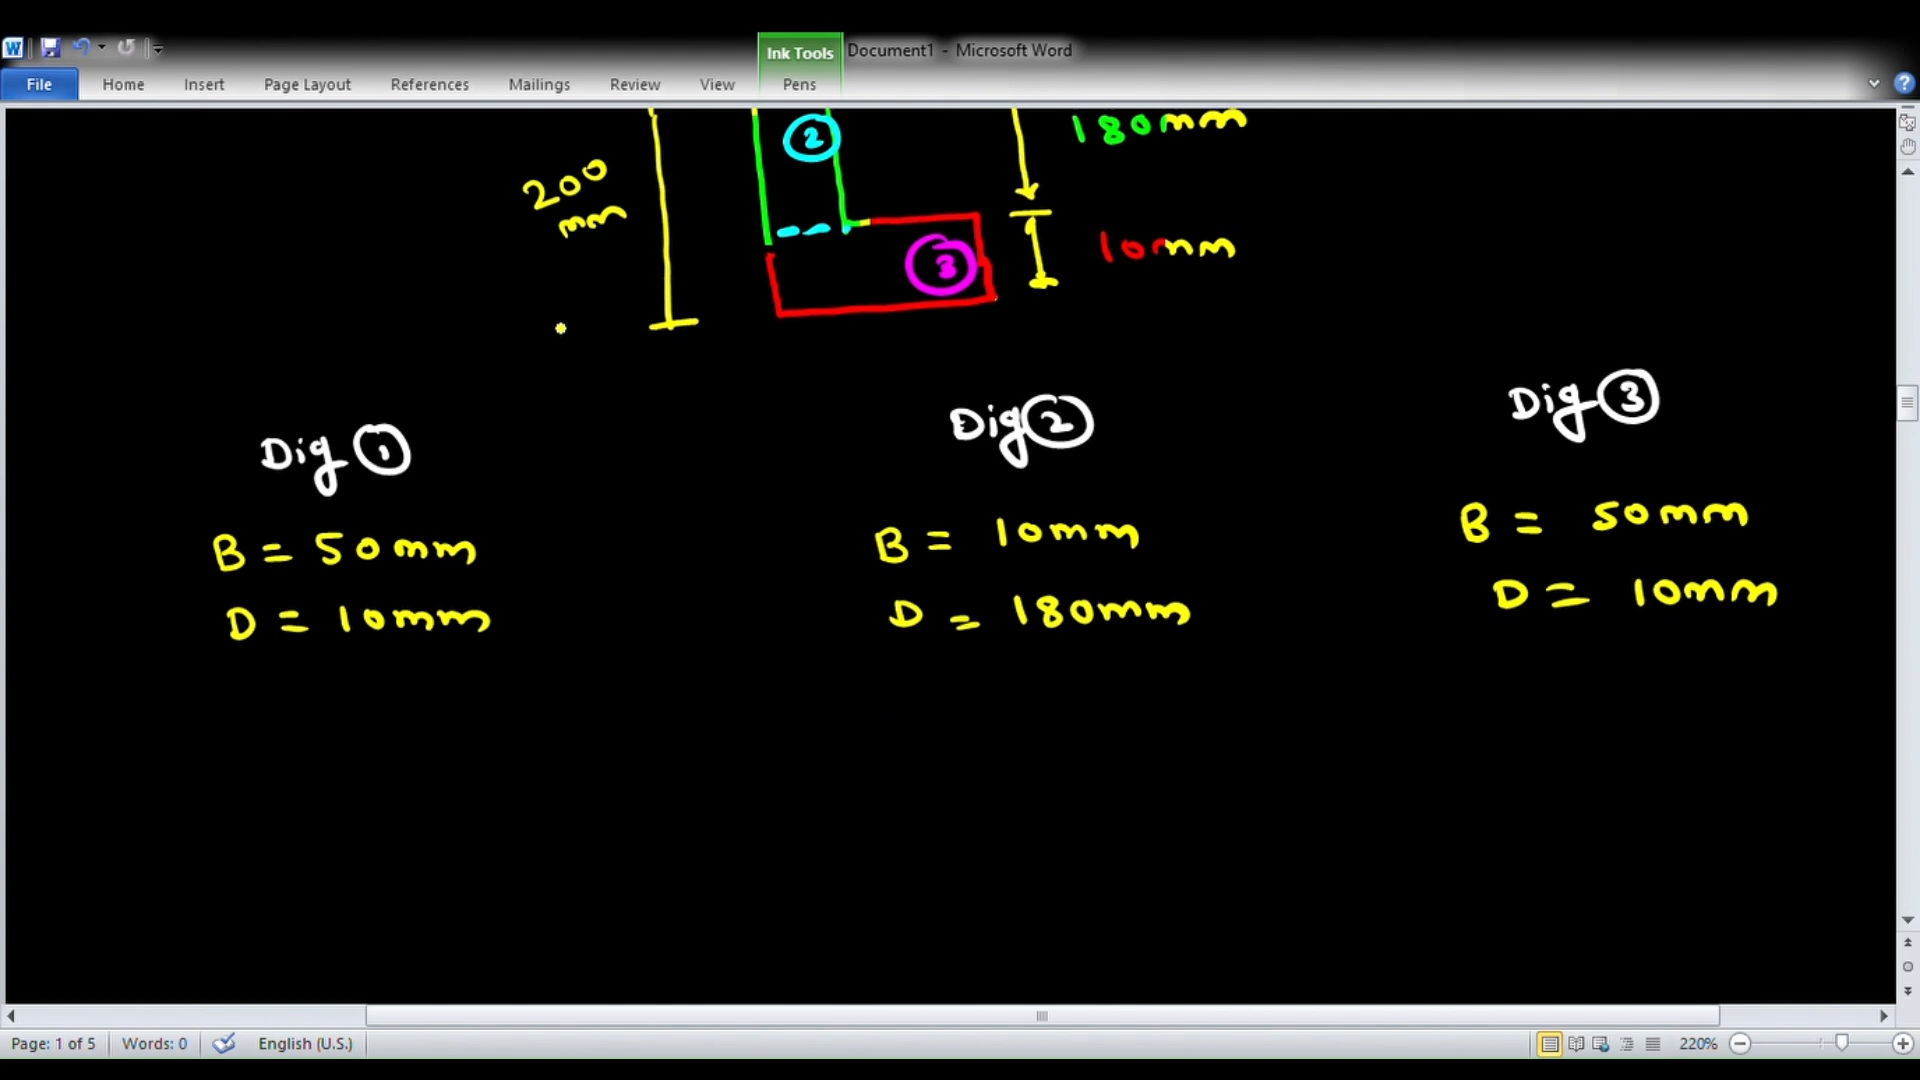 Ink Tools
Document1 - Microsoft Word
File Home Insert Page Layout References Mailings Review View Pens
2
180mm
200
mm
3
10mm
Dig 1
Dig 2
Dig 3
B = 50mm
B = 10mm
B = 50mm
D = 10mm
D = 180mm
D = 10mm
Page: 1 of 5 Words: 0 English (U.S.) 220%